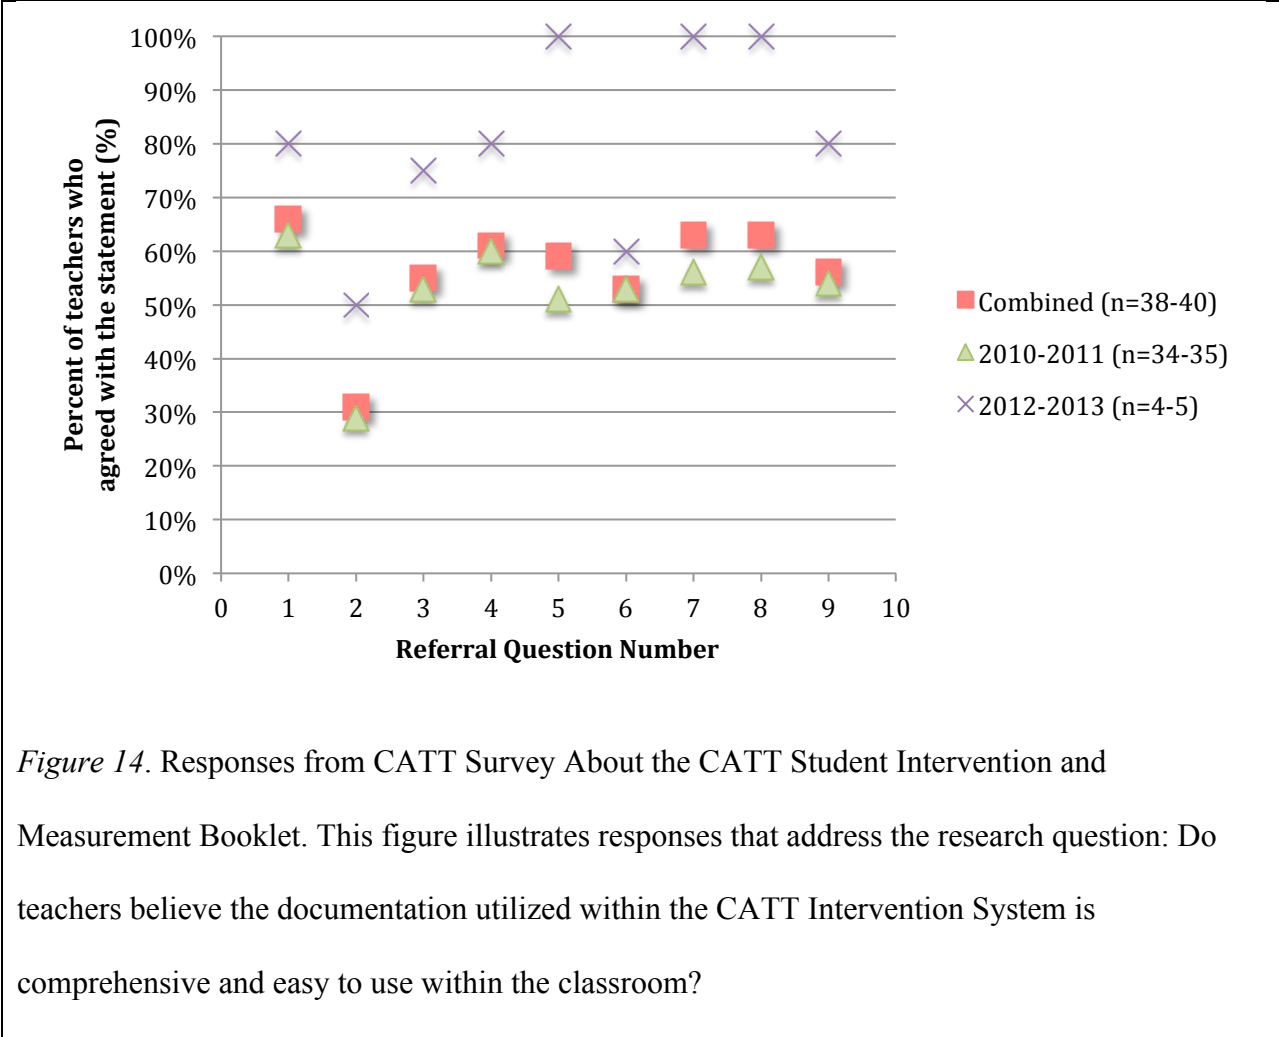 100%
90%
80%
70%
60%
50%
40%
30%
20%
10%
0%
Percent of teachers who
agreed with the statement (%)
0 1 2 3 4 5 6 7 8 9 10
Referral Question Number
Combined (n=38-40)
2010-2011 (n=34-35)
2012-2013 (n=4-5)
Figure 14. Responses from CATT Survey About the CATT Student Intervention and
Measurement Booklet. This figure illustrates responses that address the research question: Do
teachers believe the documentation utilized within the CATT Intervention System is
comprehensive and easy to use within the classroom?